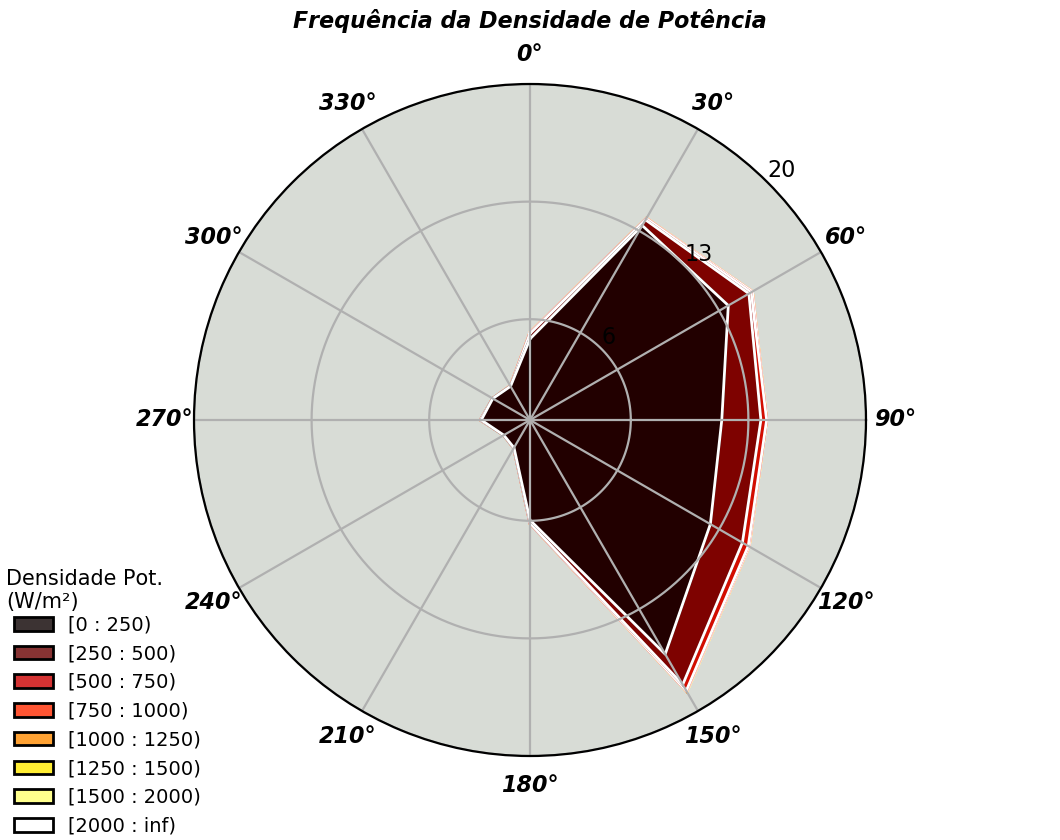 Frequência da Densidade de Potência
0°
330°
30°
20
300°
60°
13
6
270°
90°
240°
120°
210°
150°
180°
Densidade Pot.
(W/m²)
[0 : 250)
[250 : 500)
[500 : 750)
[750 : 1000)
[1000 : 1250)
[1250 : 1500)
[1500 : 2000)
[2000 : inf)